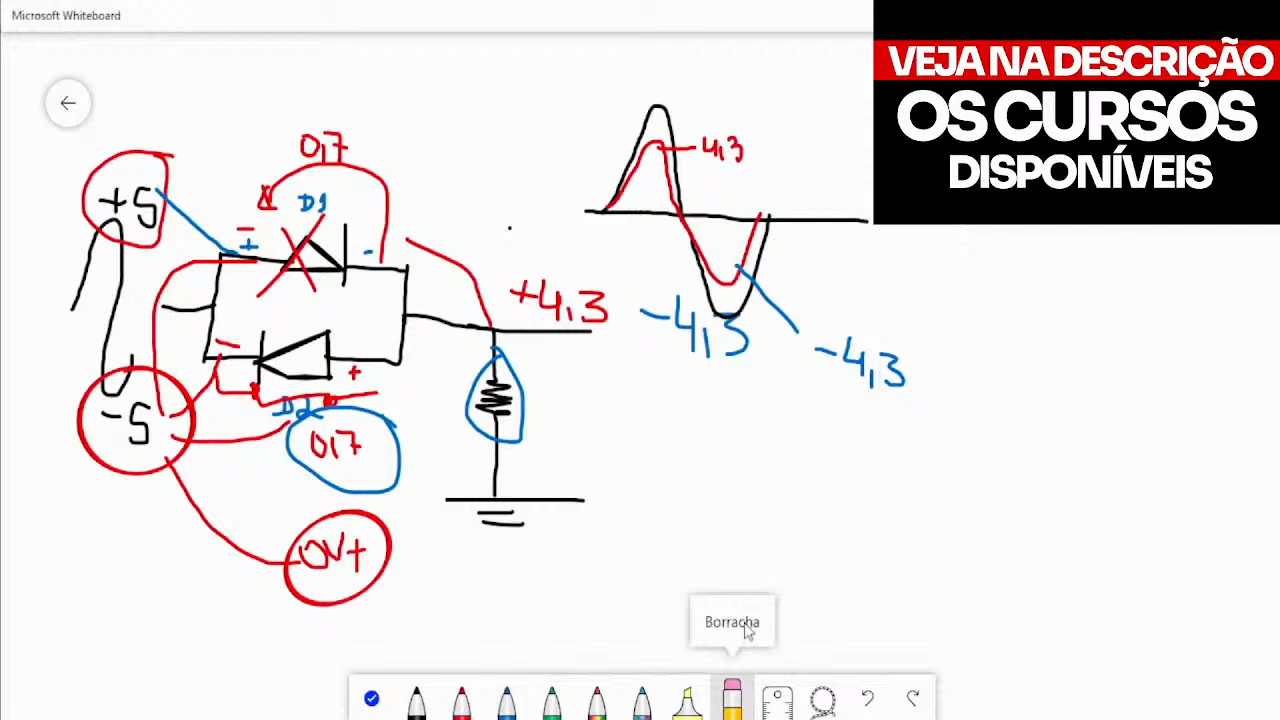 Microsoft Whiteboard
VEJA NA DESCRIÇÃO
OS CURSOS
DISPONÍVEIS
0,7
4,3
+5
D1
-
+
-
+4,3
-4,3
-4,3
-
+
-5
D2
0,7
0V+
Borracha